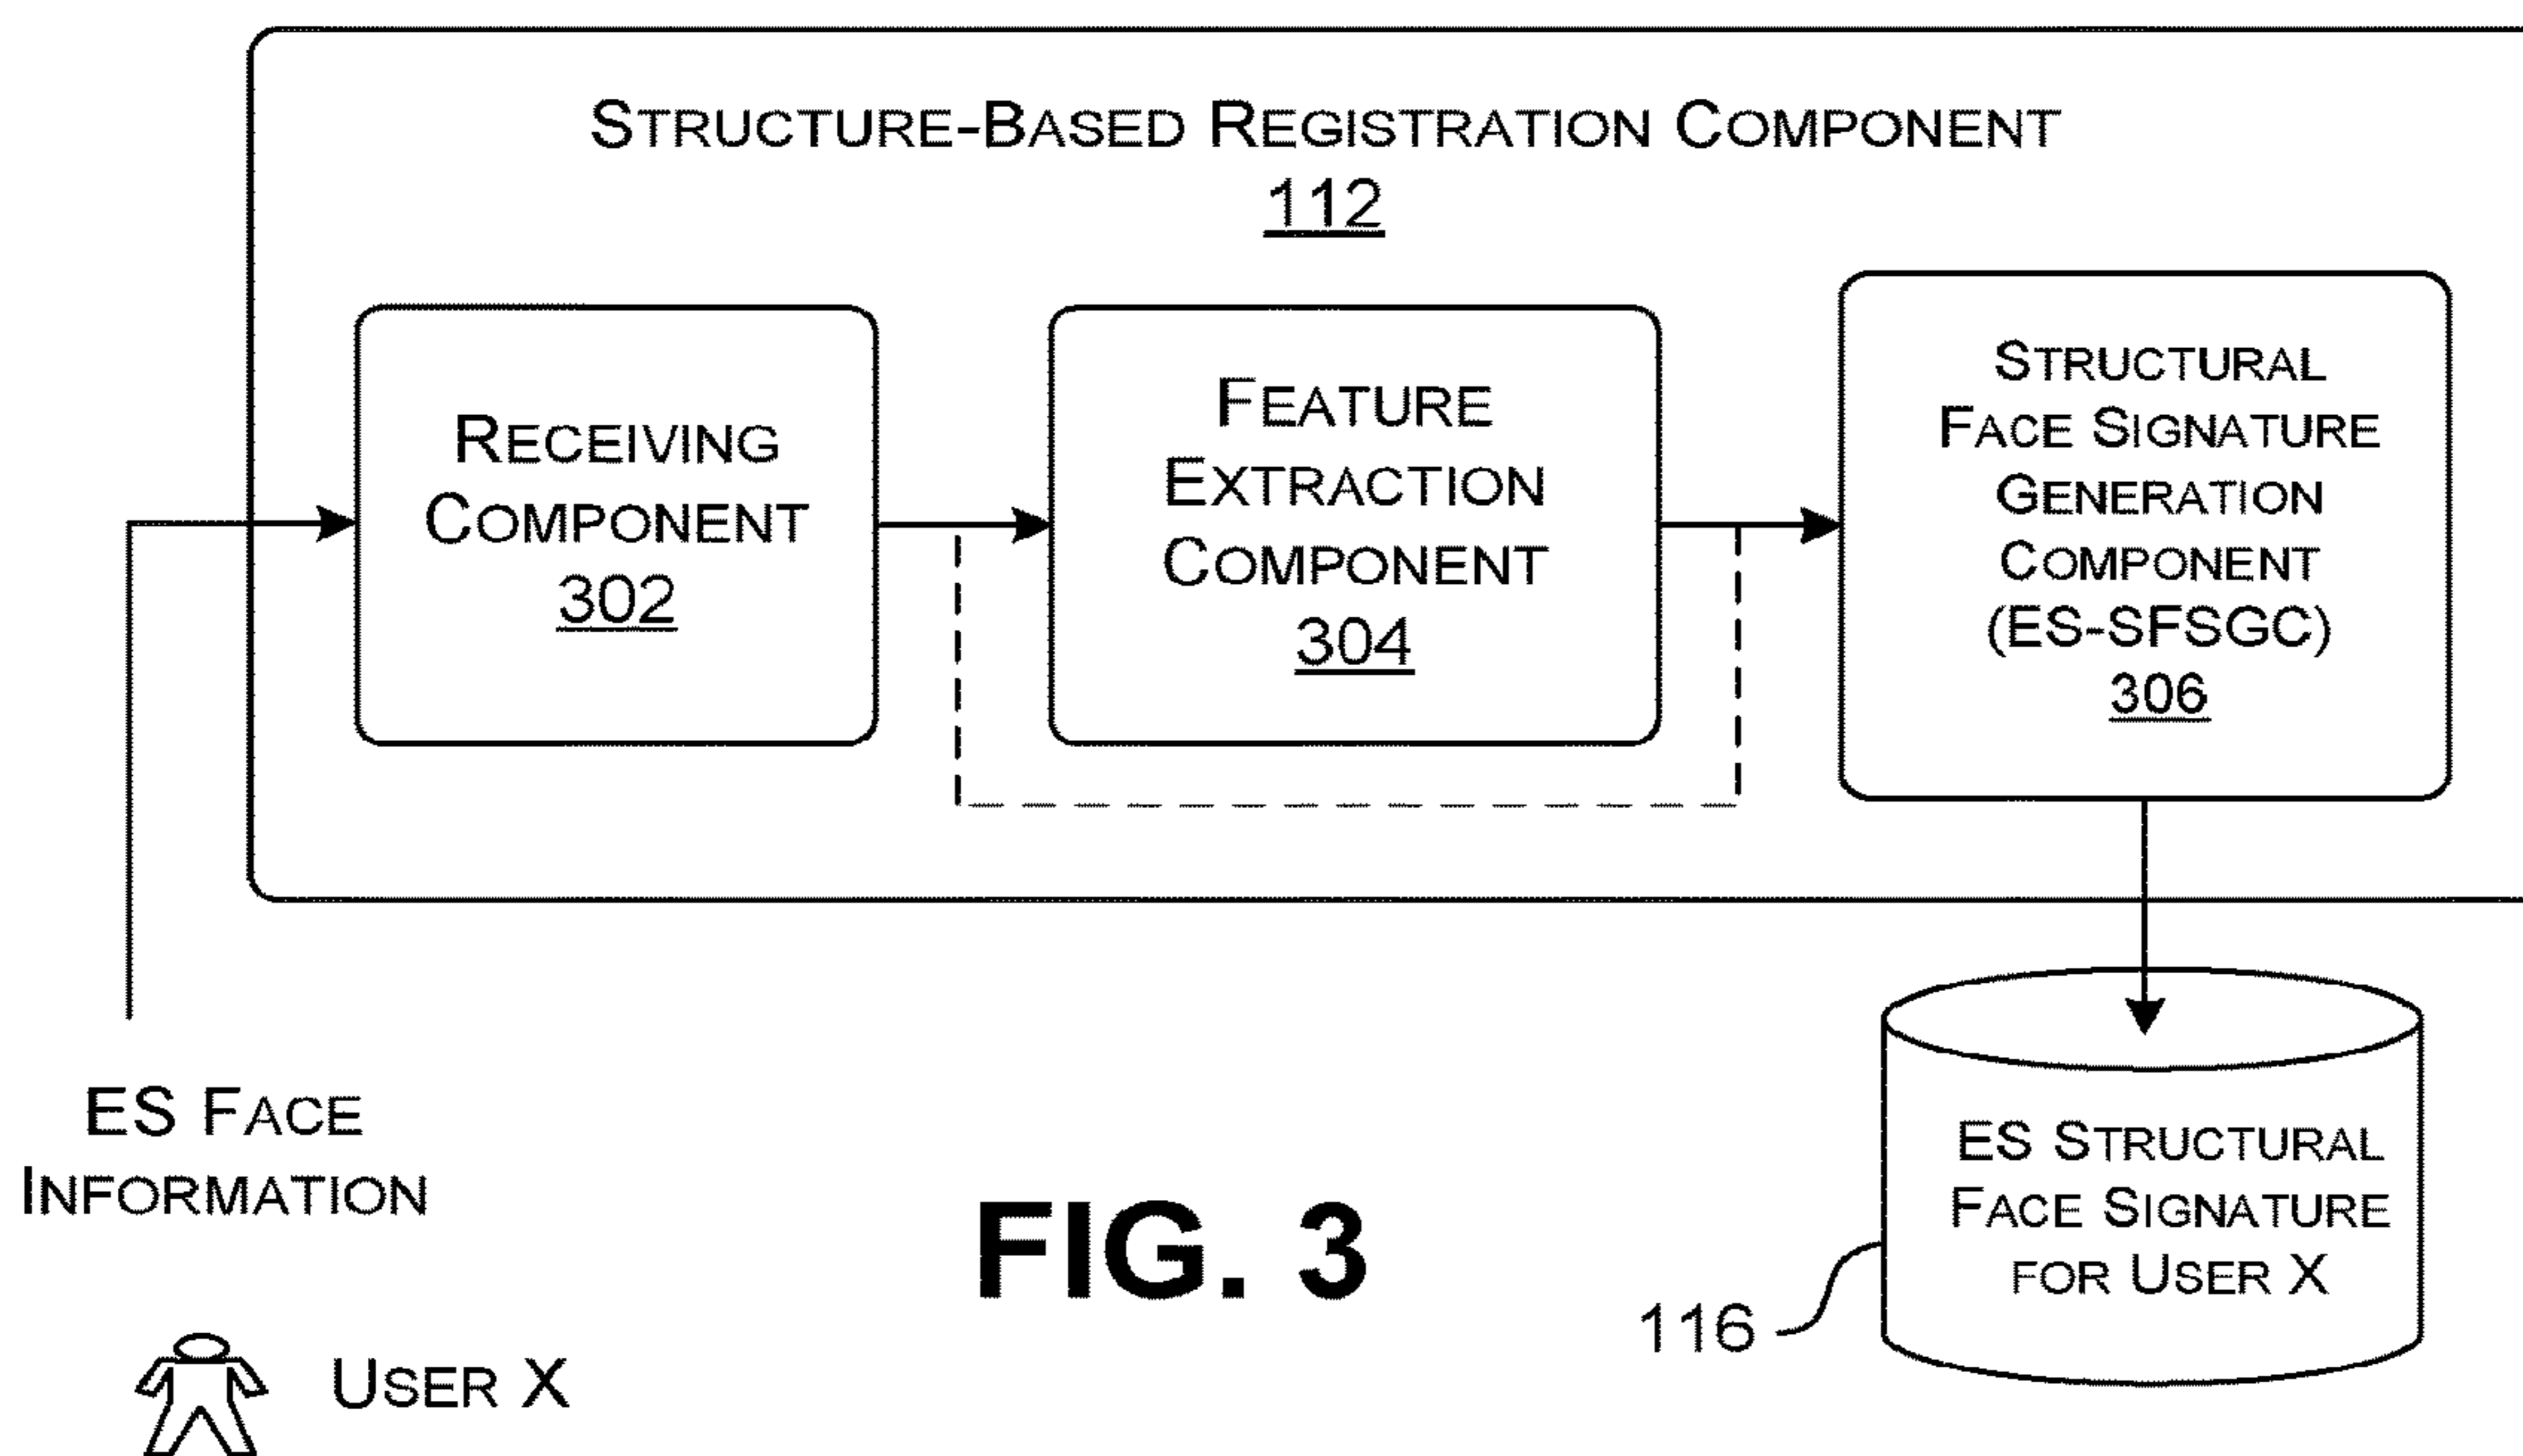 STRUCTURE-BASED REGISTRATION COMPONENT
112
RECEIVING
COMPONENT
302
FEATURE
EXTRACTION
COMPONENT
304
STRUCTURAL
FACE SIGNATURE
GENERATION
COMPONENT
(ES-SFSGC)
306
ES FACE
INFORMATION
USER X
FIG. 3
ES STRUCTURAL
FACE SIGNATURE
FOR USER X
116